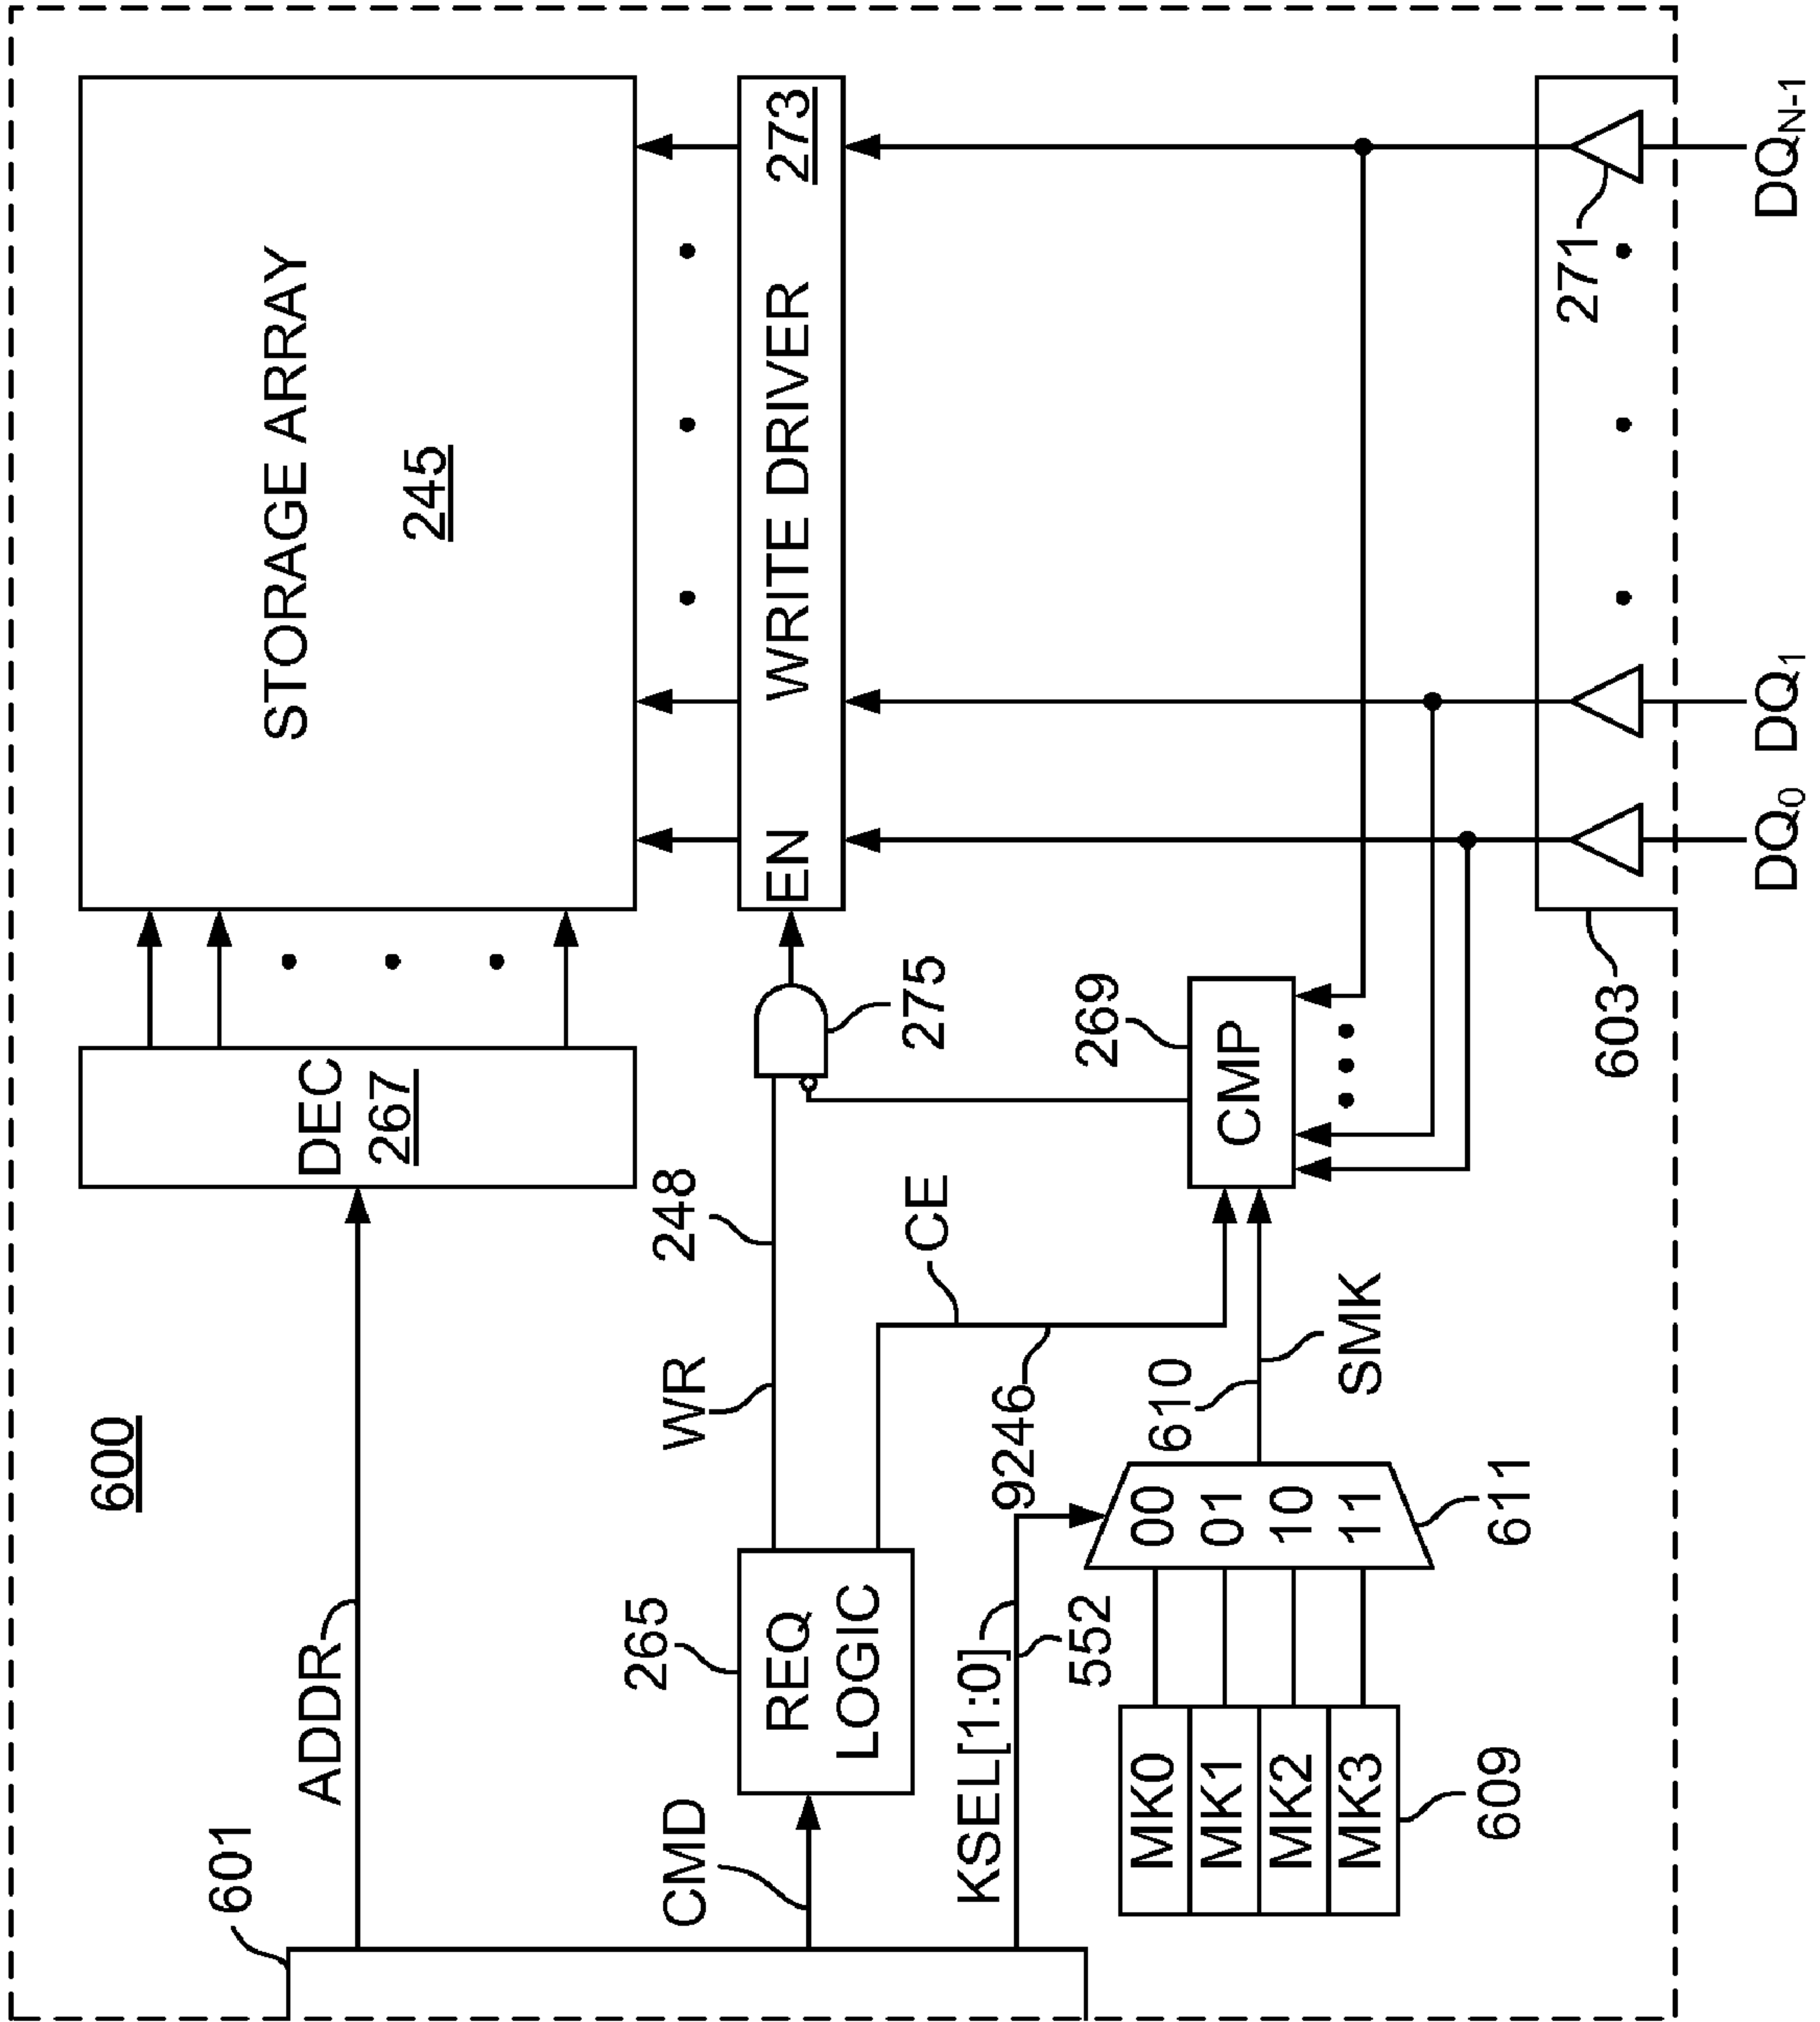 600
601
ADDR
DEC
267
STORAGE ARRAY
245
CMD
265
REQ
LOGIC
WR
248
275
EN
WRITE DRIVER
273
KSEL[1:0]
552
9246
CE
MK0
MK1
MK2
MK3
609
00
01
10
11
611
610
SMK
269
CMP
603
271
DQ0
DQ1
DQN-1